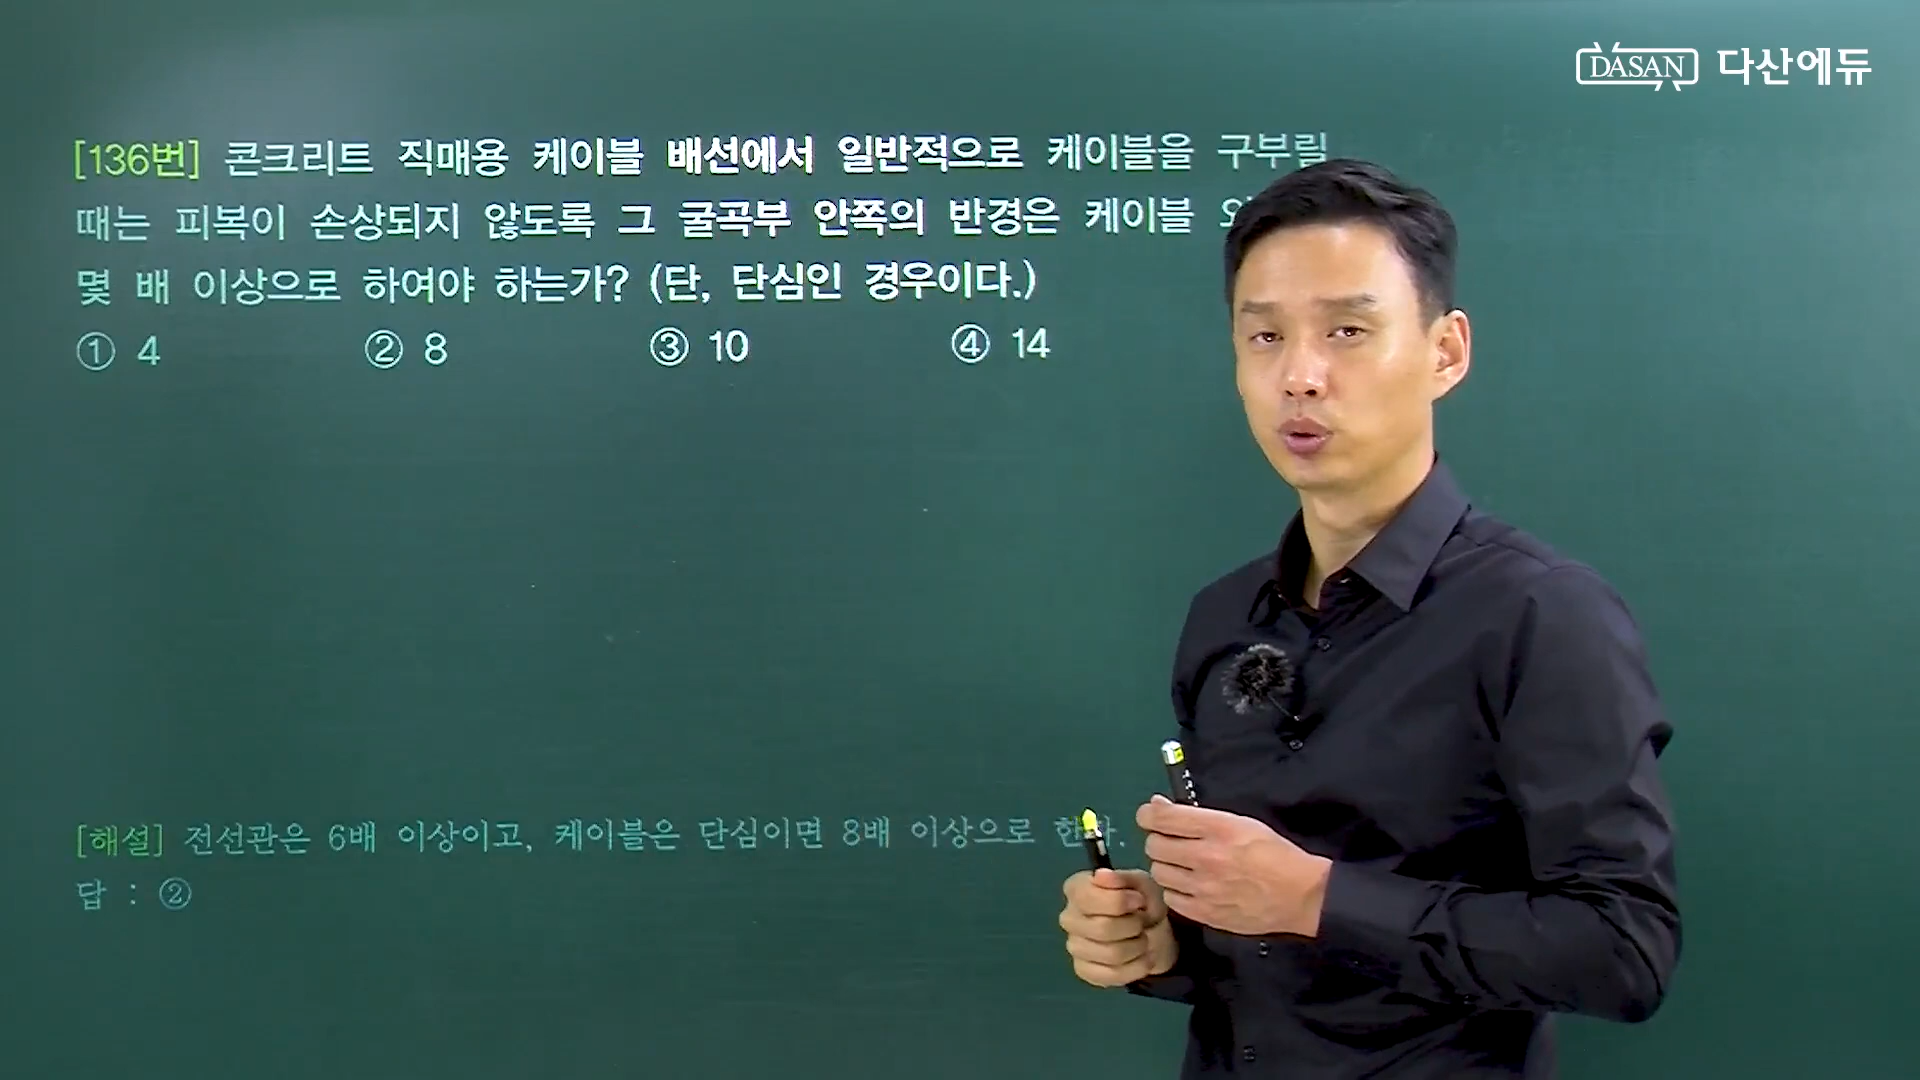 DASAN 다산에듀
[136번] 콘크리트 직매용 케이블 배선에서 일반적으로 케이블을 구부릴
때는 피복이 손상되지 않도록 그 굴곡부 안쪽의 반경은 케이블
몇 배 이상으로 하여야 하는가? (단, 단심인 경우이다.)
① 4 ② 8 ③ 10 ④ 14
[해설] 전선관은 6배 이상이고, 케이블은 단심이면 8배 이상으로 한다.
답 : ②